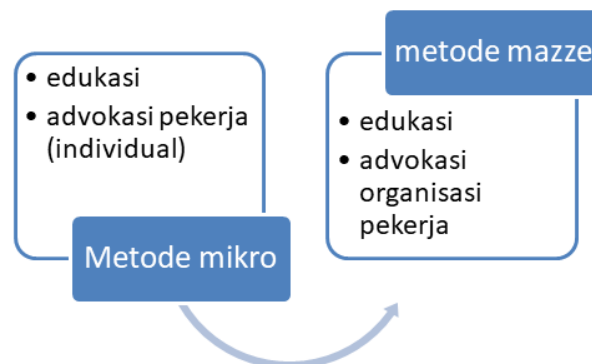 • edukasi
• advokasi pekerja
(individual)
Metode mikro
metode mazze
• edukasi
• advokasi
organisasi
pekerja